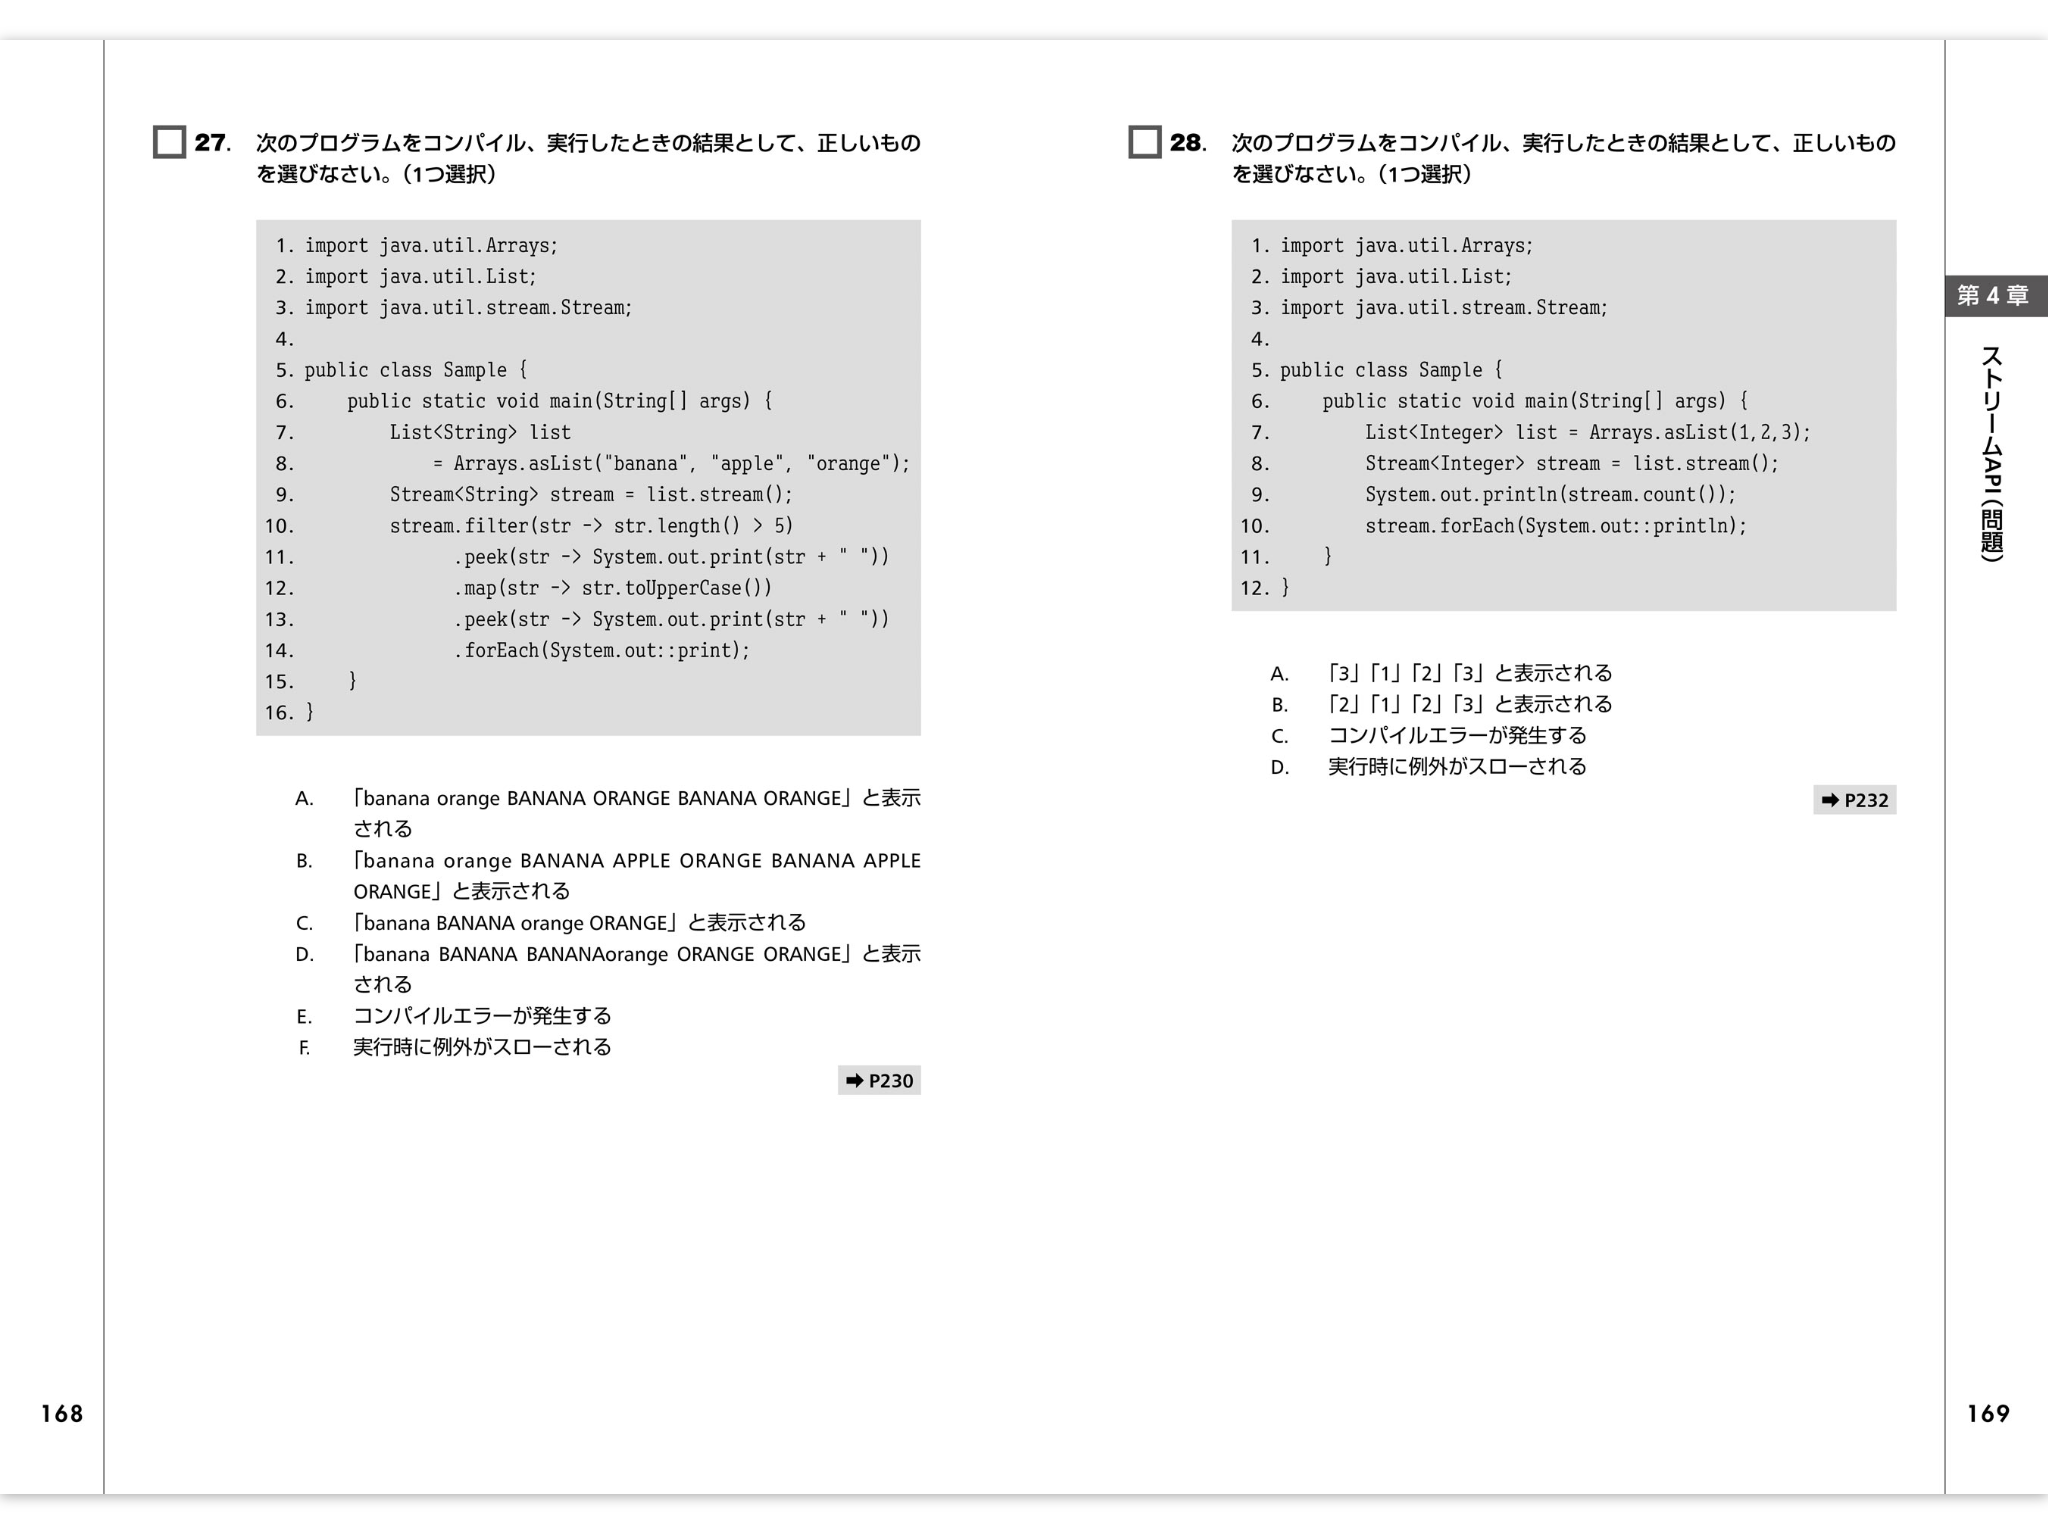 27. 次のプログラムをコンパイル、実行したときの結果として、正しいもの
を選びなさい。（1つ選択）
1. import java.util.Arrays;
2. import java.util.List;
3. import java.util.stream.Stream;
4.
5. public class Sample {
6.     public static void main(String[] args) {
7.         List<String> list
8.             = Arrays.asList("banana", "apple", "orange");
9.         Stream<String> stream = list.stream();
10.         stream.filter(str -> str.length() > 5)
11.               .peek(str -> System.out.print(str + " "))
12.               .map(str -> str.toUpperCase())
13.               .peek(str -> System.out.print(str + " "))
14.               .forEach(System.out::print);
15.     }
16. }
A. 「banana orange BANANA ORANGE BANANA ORANGE」と表示
される
B. 「banana orange BANANA APPLE ORANGE BANANA APPLE
ORANGE」と表示される
C. 「banana BANANA orange ORANGE」と表示される
D. 「banana BANANA BANANAorange ORANGE ORANGE」と表示
される
E. コンパイルエラーが発生する
F. 実行時に例外がスローされる
➡ P230
168
28. 次のプログラムをコンパイル、実行したときの結果として、正しいもの
を選びなさい。（1つ選択）
1. import java.util.Arrays;
2. import java.util.List;
3. import java.util.stream.Stream;
4.
5. public class Sample {
6.     public static void main(String[] args) {
7.         List<Integer> list = Arrays.asList(1,2,3);
8.         Stream<Integer> stream = list.stream();
9.         System.out.println(stream.count());
10.         stream.forEach(System.out::println);
11.     }
12. }
A. 「3」「1」「2」「3」と表示される
B. 「2」「1」「2」「3」と表示される
C. コンパイルエラーが発生する
D. 実行時に例外がスローされる
➡ P232
第4章
ストリームAPI（問題）
169